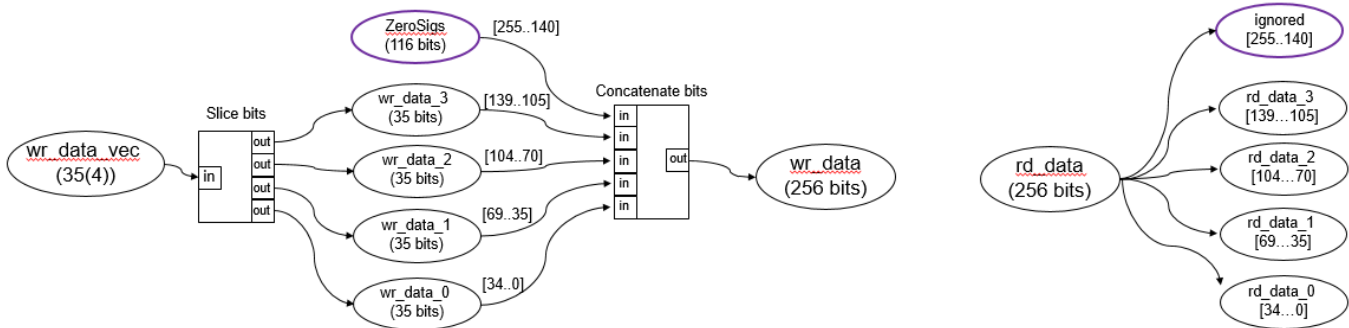 wr_data_vec
(35(4))
Slice bits
in
out
out
out
out
ZeroSigs
(116 bits)
wr_data_3
(35 bits)
wr_data_2
(35 bits)
wr_data_1
(35 bits)
wr_data_0
(35 bits)
[255..140]
[139..105]
[104..70]
[69..35]
[34..0]
Concatenate bits
in
in
in
in
in
out
wr_data
(256 bits)
rd_data
(256 bits)
ignored
[255..140]
rd_data_3
[139...105]
rd_data_2
[104...70]
rd_data_1
[69...35]
rd_data_0
[34...0]